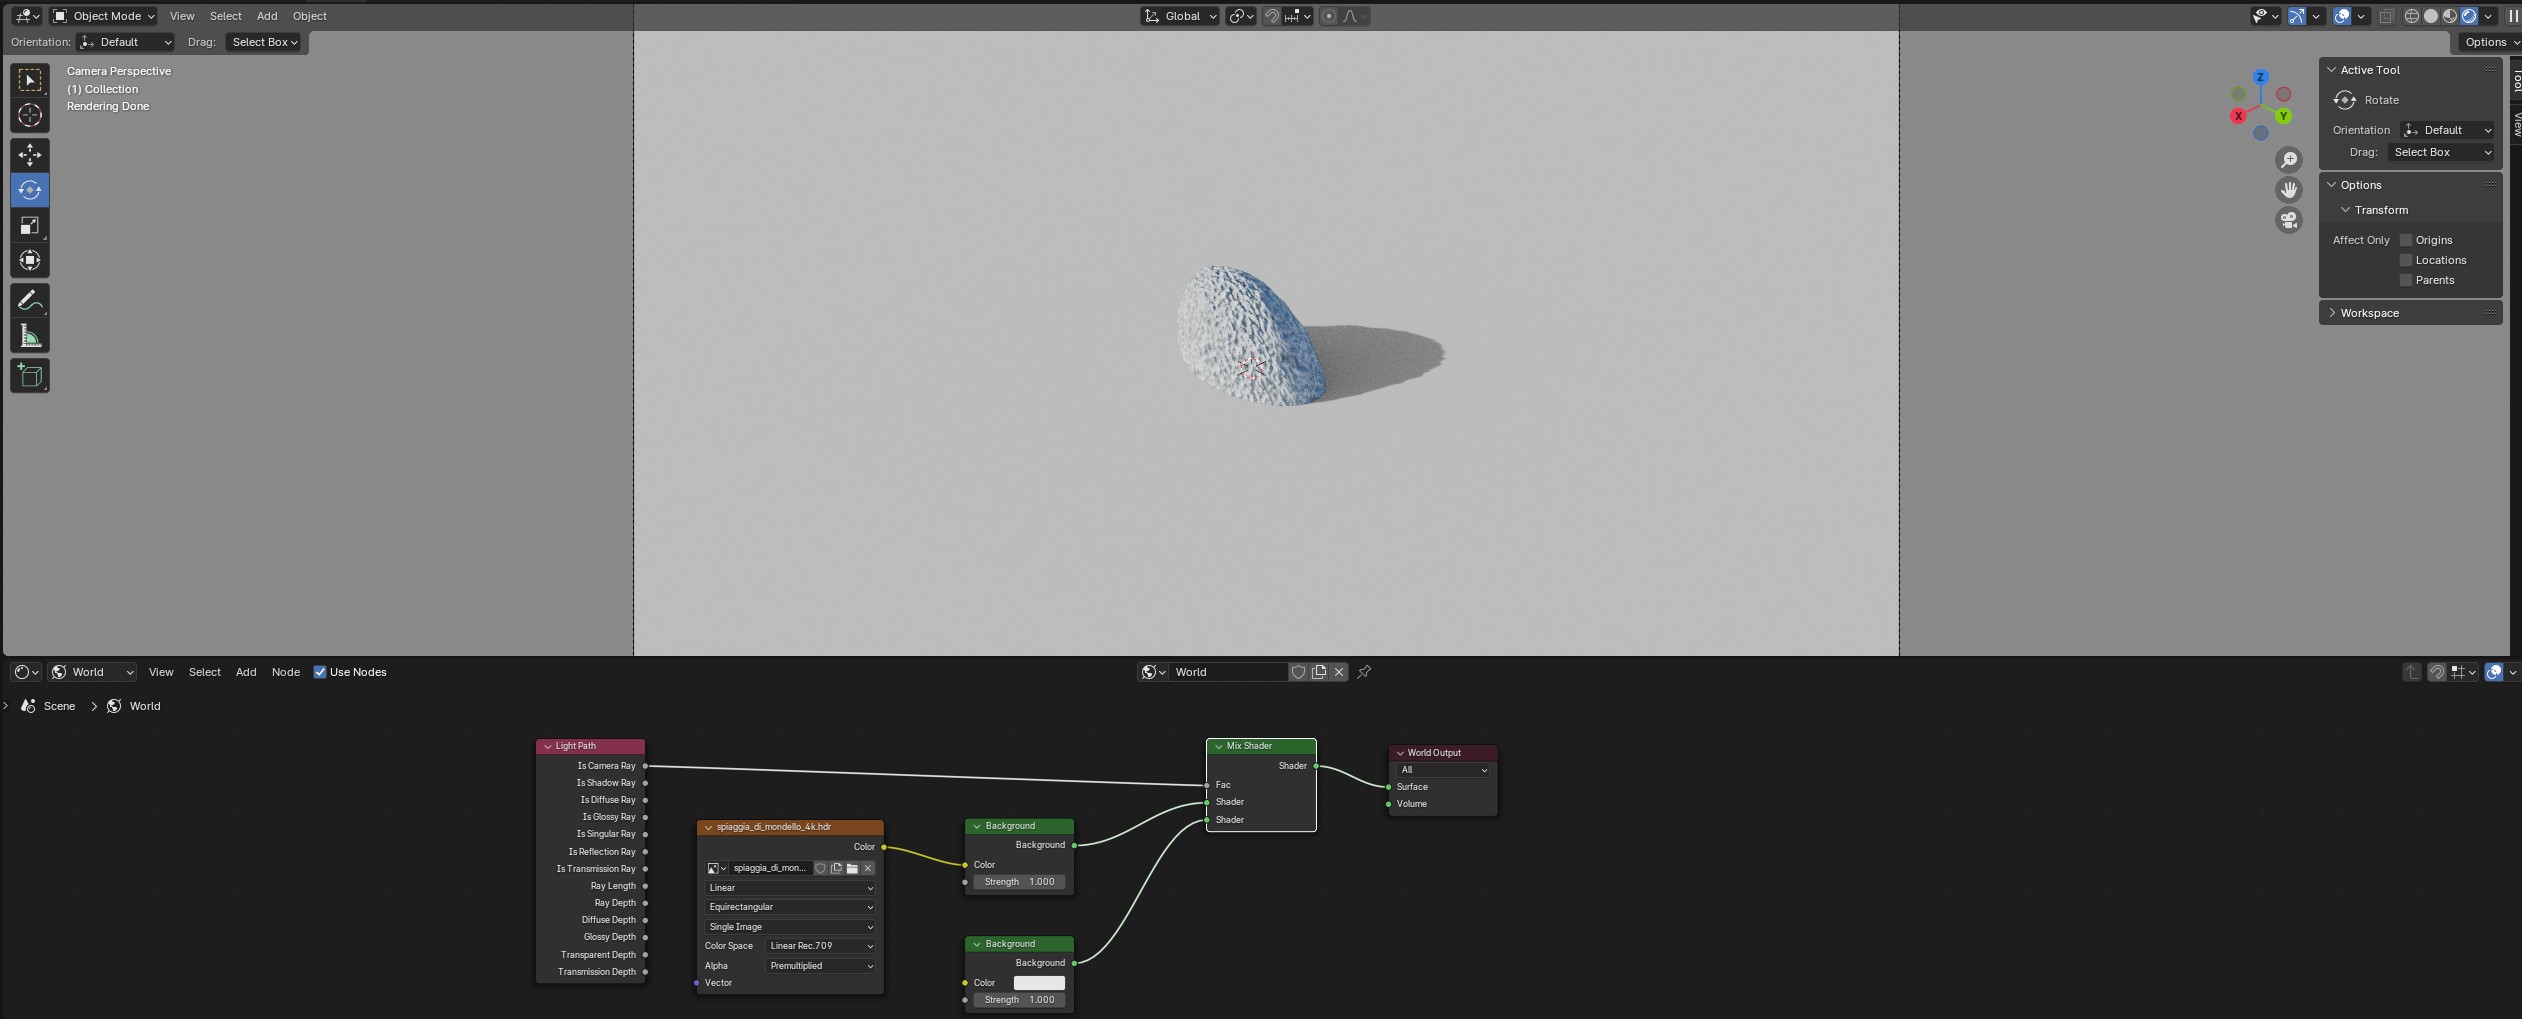 Object Mode View Select Add Object Global
Orientation: Default Drag: Select Box Options
Camera Perspective
(1) Collection
Rendering Done
Z
X
Y
Active Tool
Rotate
Orientation Default
Drag: Select Box
Options
Transform
Affect Only Origins
Locations
Parents
Workspace
Tool
View
World View Select Add Node Use Nodes World
Scene World
Light Path
Is Camera Ray
Is Shadow Ray
Is Diffuse Ray
Is Glossy Ray
Is Singular Ray
Is Reflection Ray
Is Transmission Ray
Ray Length
Ray Depth
Diffuse Depth
Glossy Depth
Transparent Depth
Transmission Depth
spiaggia_di_mondello_4k.hdr
Color
spiaggia_di_mon...
Linear
Equirectangular
Single Image
Color Space Linear Rec.709
Alpha Premultiplied
Vector
Background
Background
Color
Strength 1.000
Background
Background
Color
Strength 1.000
Mix Shader
Shader
Fac
Shader
Shader
World Output
All
Surface
Volume